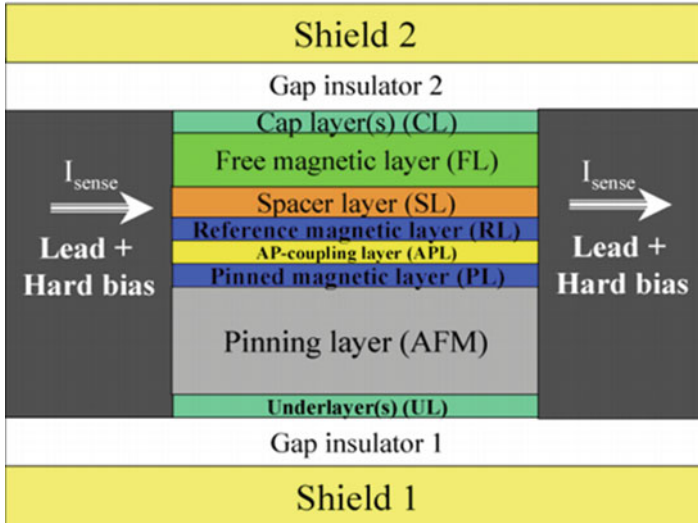 Shield 2
Gap insulator 2
Cap layer(s) (CL)
Free magnetic layer (FL)
I_sense
Lead +
Hard bias
Spacer layer (SL)
Reference magnetic layer (RL)
AP-coupling layer (APL)
Pinned magnetic layer (PL)
Pinning layer (AFM)
Underlayer(s) (UL)
I_sense
Lead +
Hard bias
Gap insulator 1
Shield 1